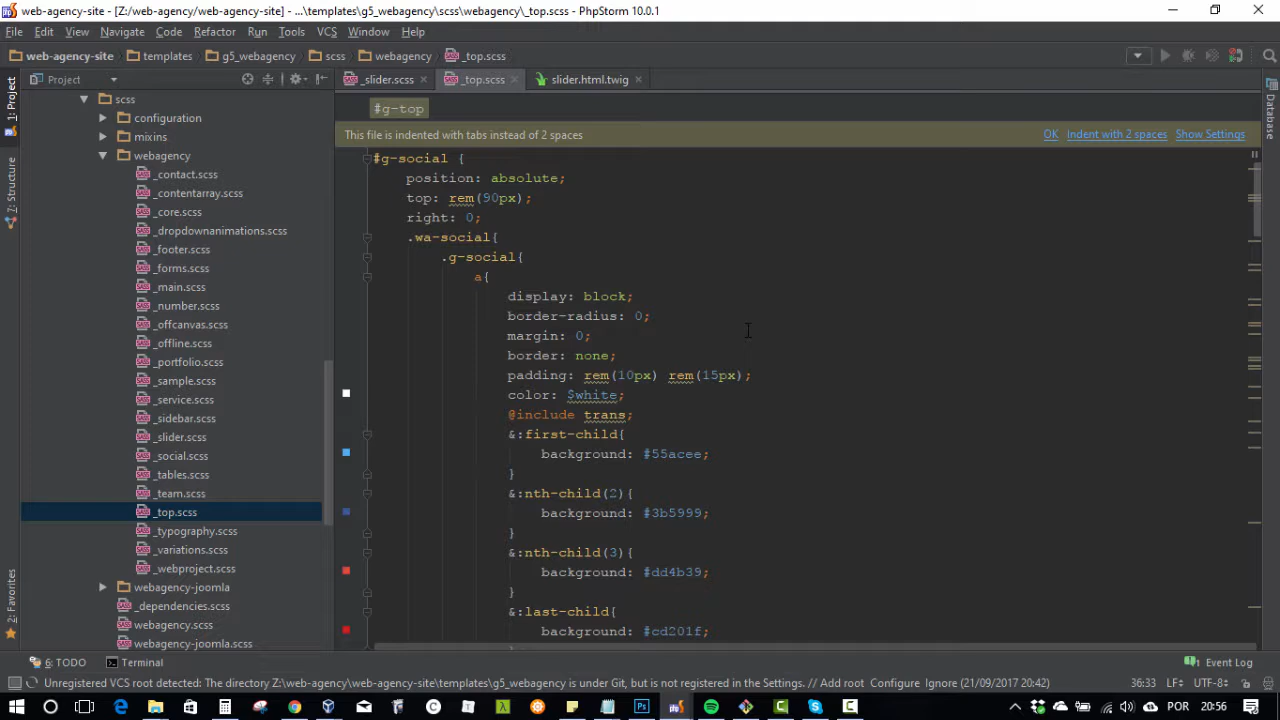 web-agency-site - [Z:/web-agency/web-agency-site] - ...\templates\g5_webagency\scss\webagency\_top.scss - PhpStorm 10.0.1
File Edit View Navigate Code Refactor Run Tools VCS Window Help
web-agency-site templates g5_webagency scss webagency _top.scss
Project
_slider.scss _top.scss slider.html.twig
1: Project
7: Structure
2: Favorites
Database
scss
configuration
mixins
webagency
_contact.scss
_contentarray.scss
_core.scss
_dropdownanimations.scss
_footer.scss
_forms.scss
_main.scss
_number.scss
_offcanvas.scss
_offline.scss
_portfolio.scss
_sample.scss
_service.scss
_sidebar.scss
_slider.scss
_social.scss
_tables.scss
_team.scss
_top.scss
_typography.scss
_variations.scss
_webproject.scss
webagency-joomla
_dependencies.scss
webagency.scss
webagency-joomla.scss
#g-top
This file is indented with tabs instead of 2 spaces OK Indent with 2 spaces Show Settings
#g-social {
position: absolute;
top: rem(90px);
right: 0;
.wa-social{
.g-social{
a{
display: block;
border-radius: 0;
margin: 0;
border: none;
padding: rem(10px) rem(15px);
color: $white;
@include trans;
&:first-child{
background: #55acee;
}
&:nth-child(2){
background: #3b5999;
}
&:nth-child(3){
background: #dd4b39;
}
&:last-child{
background: #cd201f;
6: TODO Terminal Event Log
Unregistered VCS root detected: The directory Z:\web-agency\web-agency-site\templates\g5_webagency is under Git, but is not registered in the Settings. // Add root Configure Ignore (21/09/2017 20:42) 36:33 LF÷ UTF-8÷
POR 20:56